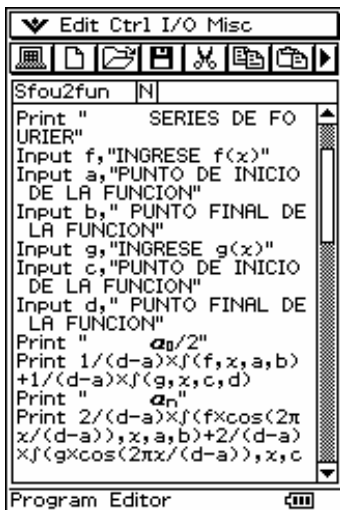 Edit Ctrl I/O Misc
Sfou2fun N
Print "      SERIES DE FO
URIER"
Input f,"INGRESE f(x)"
Input a,"PUNTO DE INICIO
 DE LA FUNCION"
Input b," PUNTO FINAL DE
 LA FUNCION"
Input g,"INGRESE g(x)"
Input c,"PUNTO DE INICIO
 DE LA FUNCION"
Input d," PUNTO FINAL DE
 LA FUNCION"
Print "      a₀/2"
Print 1/(d-a)×∫(f,x,a,b)
+1/(d-a)×∫(g,x,c,d)
Print "      aₙ"
Print 2/(d-a)×∫(f×cos(2π
x/(d-a)),x,a,b)+2/(d-a)
×∫(g×cos(2πx/(d-a)),x,c
Program Editor